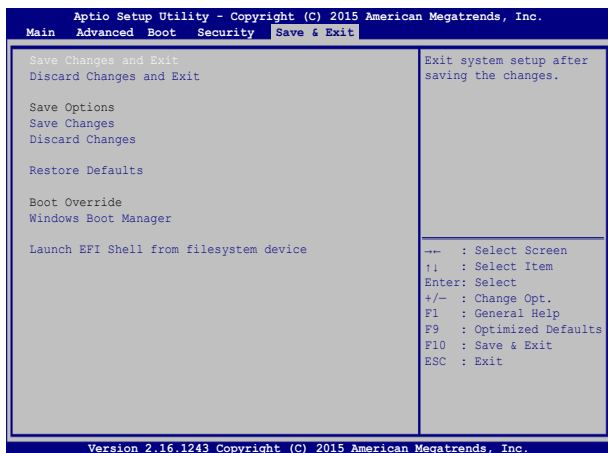 Aptio Setup Utility - Copyright (C) 2015 American Megatrends, Inc.
Main Advanced Boot Security Save & Exit
Save Changes and Exit
Discard Changes and Exit
Save Options
Save Changes
Discard Changes
Restore Defaults
Boot Override
Windows Boot Manager
Launch EFI Shell from filesystem device
Exit system setup after
saving the changes.
→← : Select Screen
↑↓ : Select Item
Enter: Select
+/— : Change Opt.
F1 : General Help
F9 : Optimized Defaults
F10 : Save & Exit
ESC : Exit
Version 2.16.1243 Copyright (C) 2015 American Megatrends, Inc.